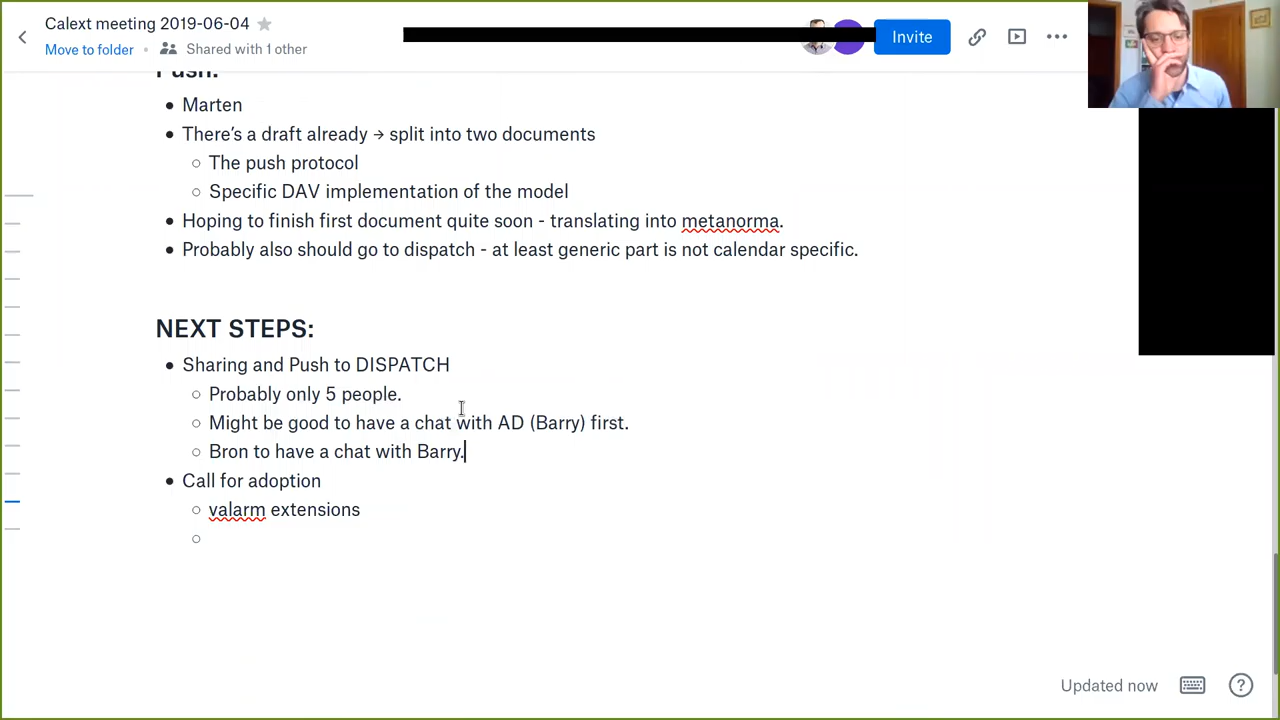 Calext meeting 2019-06-04
Move to folder
Shared with 1 other
Invite
Push:
Marten
There's a draft already → split into two documents
The push protocol
Specific DAV implementation of the model
Hoping to finish first document quite soon - translating into metanorma.
Probably also should go to dispatch - at least generic part is not calendar specific.
NEXT STEPS:
Sharing and Push to DISPATCH
Probably only 5 people.
Might be good to have a chat with AD (Barry) first.
Bron to have a chat with Barry.
Call for adoption
valarm extensions
Updated now